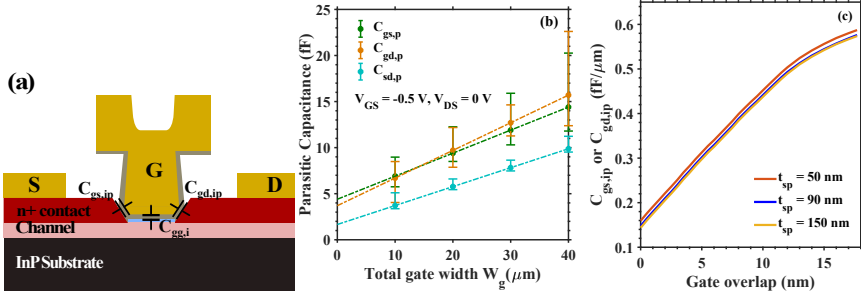 (a)
G
S
D
C_gs,ip
C_gd,ip
n+ contact
C_gg,i
Channel
InP Substrate
(b)
Parasitic Capacitance (fF)
25
20
15
10
5
0
C_gs,p
C_gd,p
C_sd,p
V_GS = -0.5 V, V_DS = 0 V
0 10 20 30 40
Total gate width W_g (μm)
(c)
C_gs,ip or C_gd,ip (fF/μm)
0.6
0.5
0.4
0.3
0.2
0.1
t_sp = 50 nm
t_sp = 90 nm
t_sp = 150 nm
0 5 10 15
Gate overlap (nm)